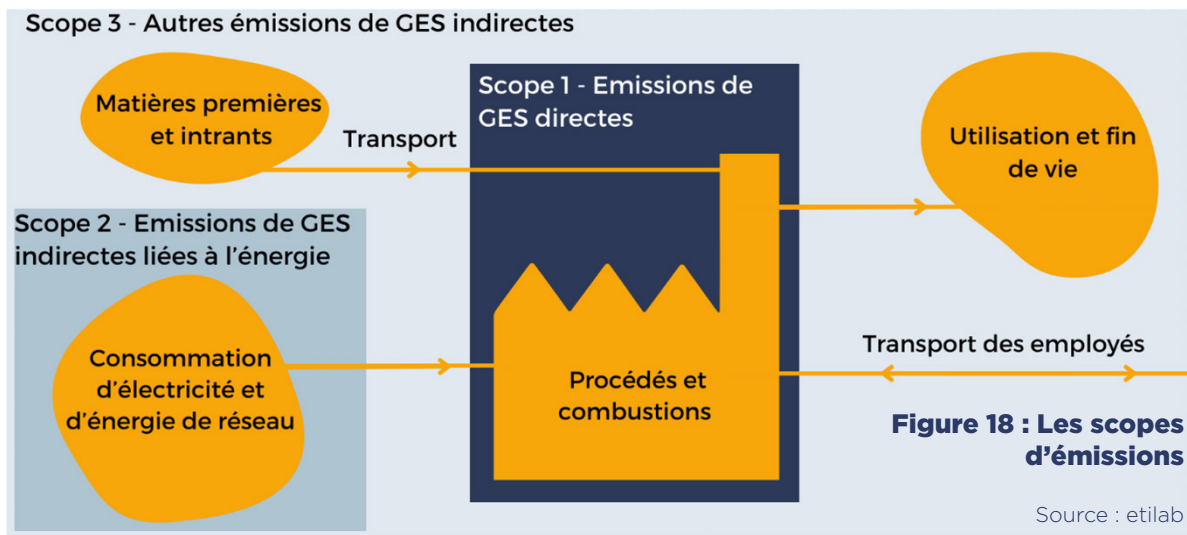 Scope 3 - Autres émissions de GES indirectes
Matières premières
et intrants
Transport
Scope 1 - Emissions de
GES directes
Utilisation et fin
de vie
Scope 2 - Emissions de GES
indirectes liées à l'énergie
Consommation
d'électricité et
d'énergie de réseau
Procédés et
combustions
Transport des employés
Figure 18 : Les scopes
d'émissions
Source : etilab